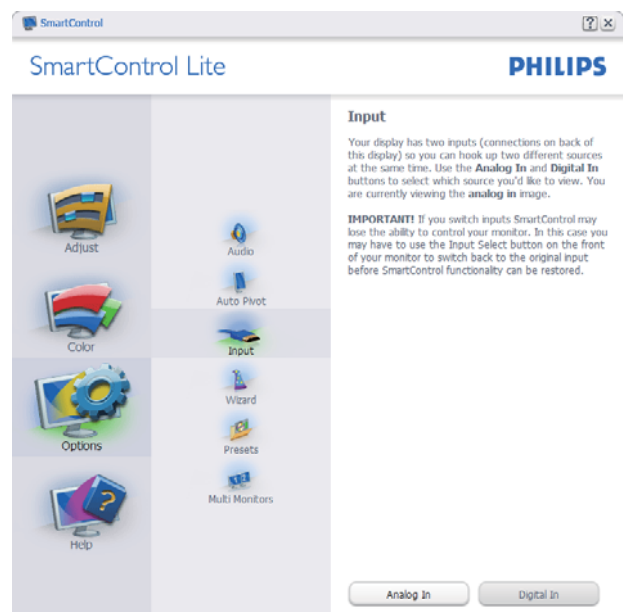 SmartControl
SmartControl Lite
PHILIPS
Adjust
Color
Options
Help
Audio
Auto Pivot
Input
Wizard
Presets
Multi Monitors
Input
Your display has two inputs (connections on back of
this display) so you can hook up two different sources
at the same time. Use the Analog In and Digital In
buttons to select which source you'd like to view. You
are currently viewing the analog in image.
IMPORTANT! If you switch inputs SmartControl may
lose the ability to control your monitor. In this case you
may have to use the Input Select button on the front
of your monitor to switch back to the original input
before SmartControl functionality can be restored.
Analog In
Digital In